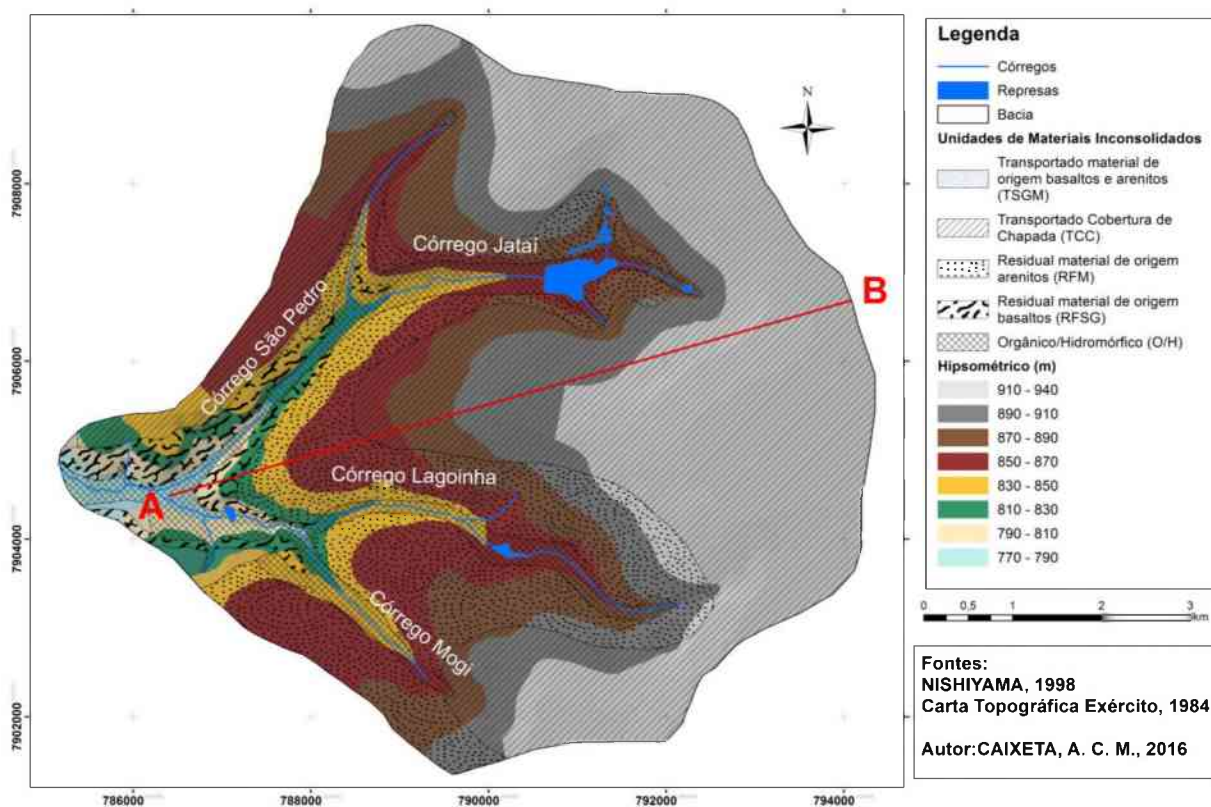 N
Córrego Jataí
Córrego São Pedro
Córrego Lagoinha
Córrego Mogi
A
B
7908000
7906000
7904000
7902000
786000
788000
790000
792000
794000
Legenda
Córregos
Represas
Bacia
Unidades de Materiais Inconsolidados
Transportado material de
origem basaltos e arenitos
(TSGM)
Transportado Cobertura de
Chapada (TCC)
Residual material de origem
arenitos (RFM)
Residual material de origem
basaltos (RFSG)
Orgânico/Hidromórfico (O/H)
Hipsométrico (m)
910 - 940
890 - 910
870 - 890
850 - 870
830 - 850
810 - 830
790 - 810
770 - 790
0 0,5 1 2 3
km
Fontes:
NISHIYAMA, 1998
Carta Topográfica Exército, 1984
Autor:CAIXETA, A. C. M., 2016